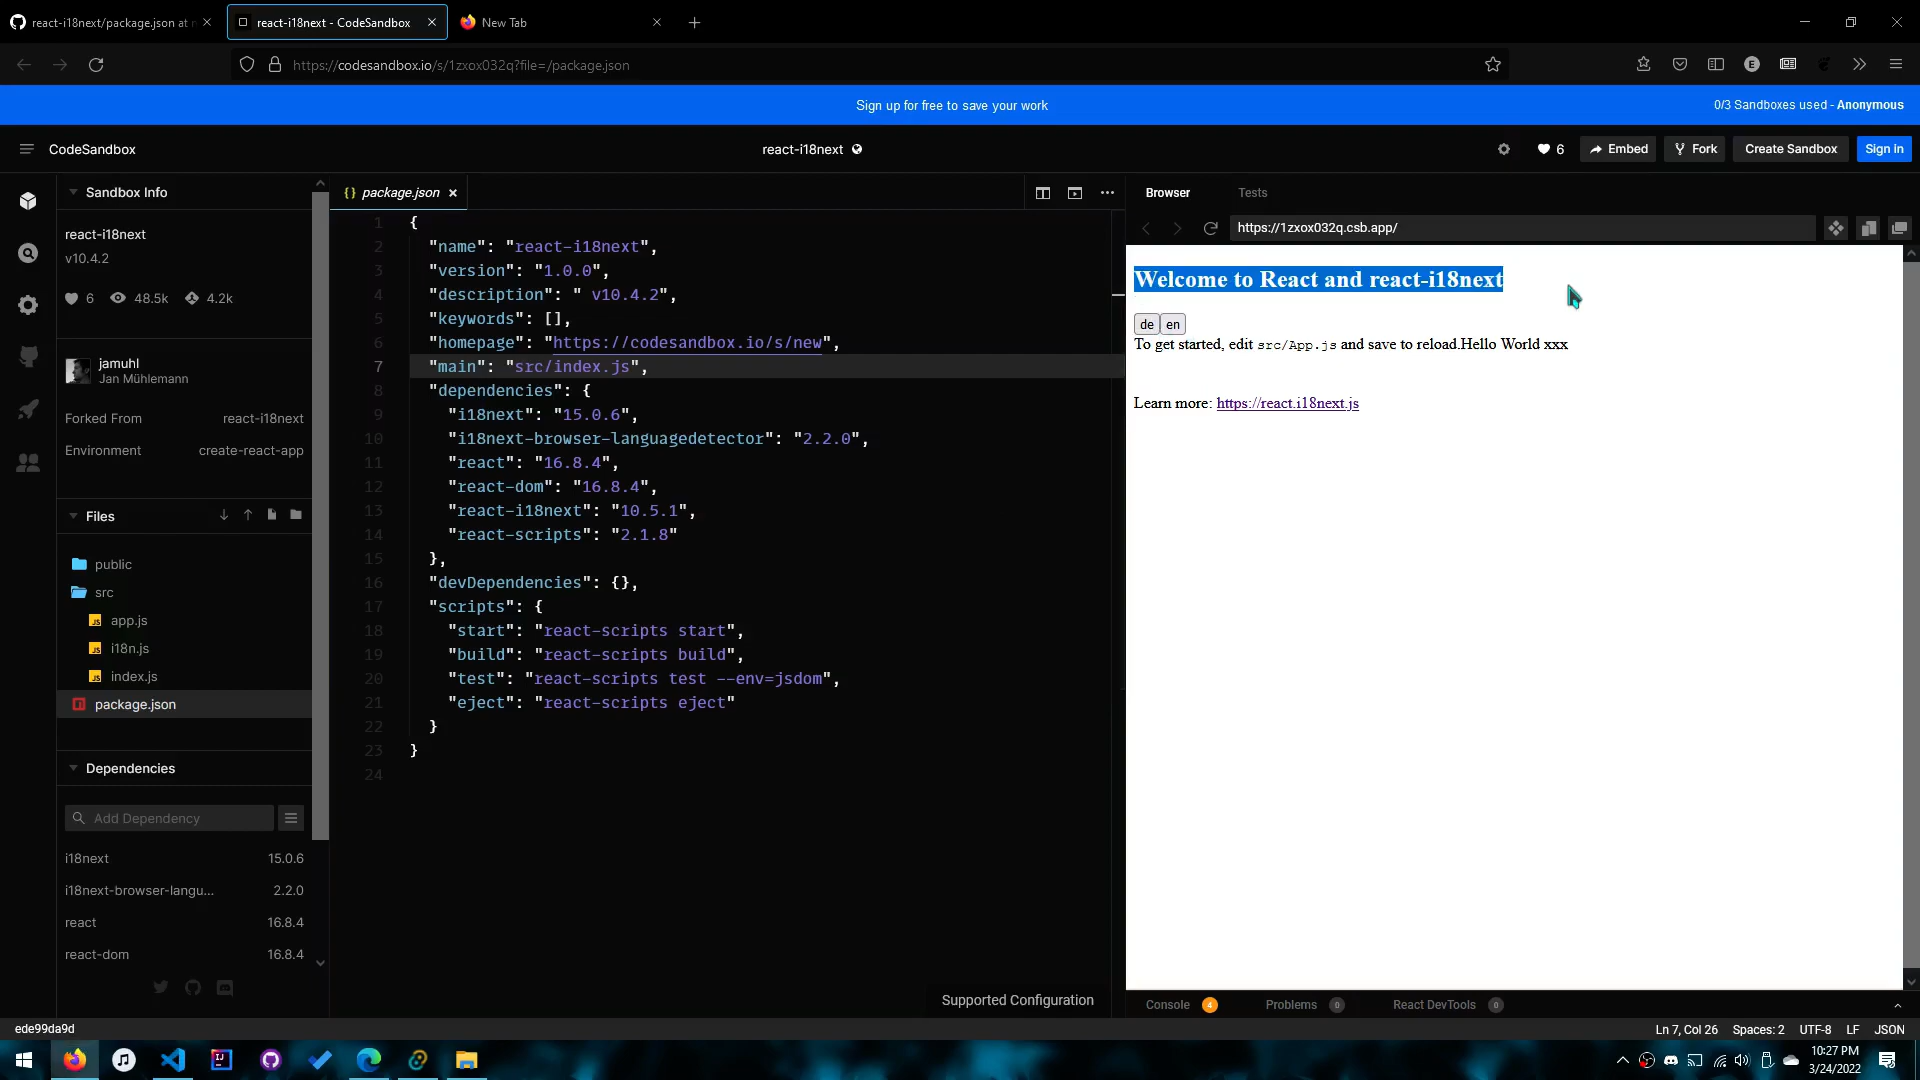 react-i18next/package.json at
react-i18next - CodeSandbox
New Tab
https://codesandbox.io/s/1zxox032q?file=/package.json
Sign up for free to save your work
0/3 Sandboxes used - Anonymous
CodeSandbox
react-i18next
6
Embed
Fork
Create Sandbox
Sign in
Sandbox Info
react-i18next
v10.4.2
6
48.5k
4.2k
jamuhl
Jan Mühlemann
Forked From
react-i18next
Environment
create-react-app
Files
public
src
app.js
i18n.js
index.js
package.json
Dependencies
Add Dependency
i18next
15.0.6
i18next-browser-langu...
2.2.0
react
16.8.4
react-dom
16.8.4
{} package.json
1 {
2 "name": "react-i18next",
3 "version": "1.0.0",
4 "description": " v10.4.2",
5 "keywords": [],
6 "homepage": "https://codesandbox.io/s/new",
7 "main": "src/index.js",
8 "dependencies": {
9 "i18next": "15.0.6",
10 "i18next-browser-languagedetector": "2.2.0",
11 "react": "16.8.4",
12 "react-dom": "16.8.4",
13 "react-i18next": "10.5.1",
14 "react-scripts": "2.1.8"
15 },
16 "devDependencies": {},
17 "scripts": {
18 "start": "react-scripts start",
19 "build": "react-scripts build",
20 "test": "react-scripts test --env=jsdom",
21 "eject": "react-scripts eject"
22 }
23 }
24
Supported Configuration
Browser
Tests
https://1zxox032q.csb.app/
Welcome to React and react-i18next
de en
To get started, edit src/App.js and save to reload.Hello World xxx
Learn more: https://react.i18next.js
Console 4
Problems 0
React DevTools 0
ede99da9d
Ln 7, Col 26
Spaces: 2
UTF-8
LF
JSON
10:27 PM
3/24/2022